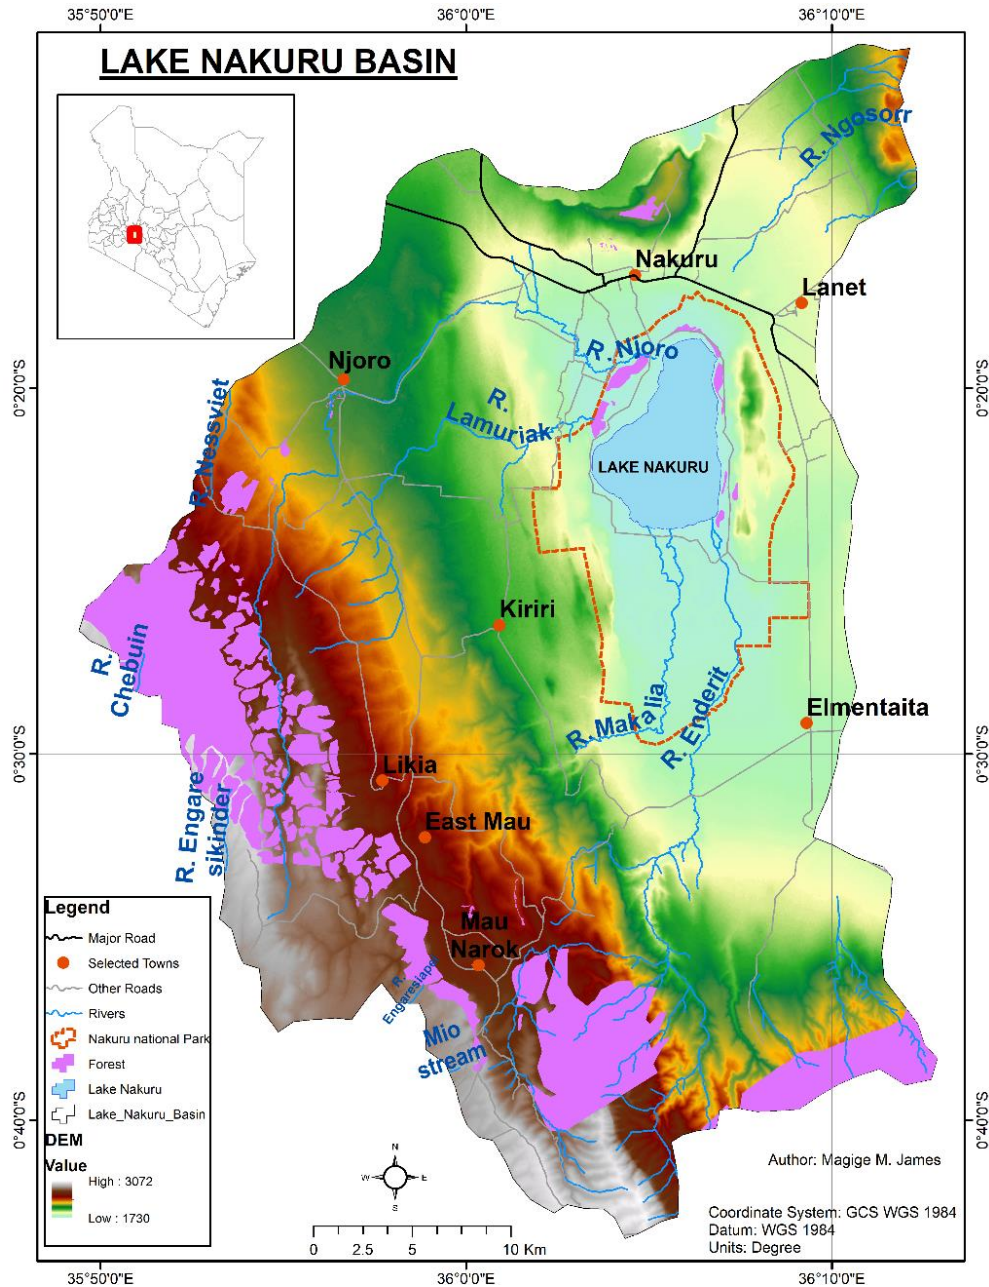 35°50'0"E
36°0'0"E
36°10'0"E
LAKE NAKURU BASIN
R. Ngosorr
Nakuru
Lanet
R. Njoro
Njoro
0°20'0"S
0°20'0"S
R. Nessviet
R.
Lamuriak
LAKE NAKURU
Kiriri
R.
Chebuin
R. Makalia
R. Enderit
Elmentaita
0°30'0"S
0°30'0"S
Likia
R. Engare
sikinder
East Mau
Mau
Narok
R.
Engaresiapei
Mio
stream
Legend
Major Road
Selected Towns
Other Roads
Rivers
Nakuru national Park
Forest
Lake Nakuru
Lake_Nakuru_Basin
DEM
Value
High : 3072
Low : 1730
0°40'0"S
0°40'0"S
N
W
E
S
0
2.5
5
10 Km
Author: Magige M. James
Coordinate System: GCS WGS 1984
Datum: WGS 1984
Units: Degree
35°50'0"E
36°0'0"E
36°10'0"E